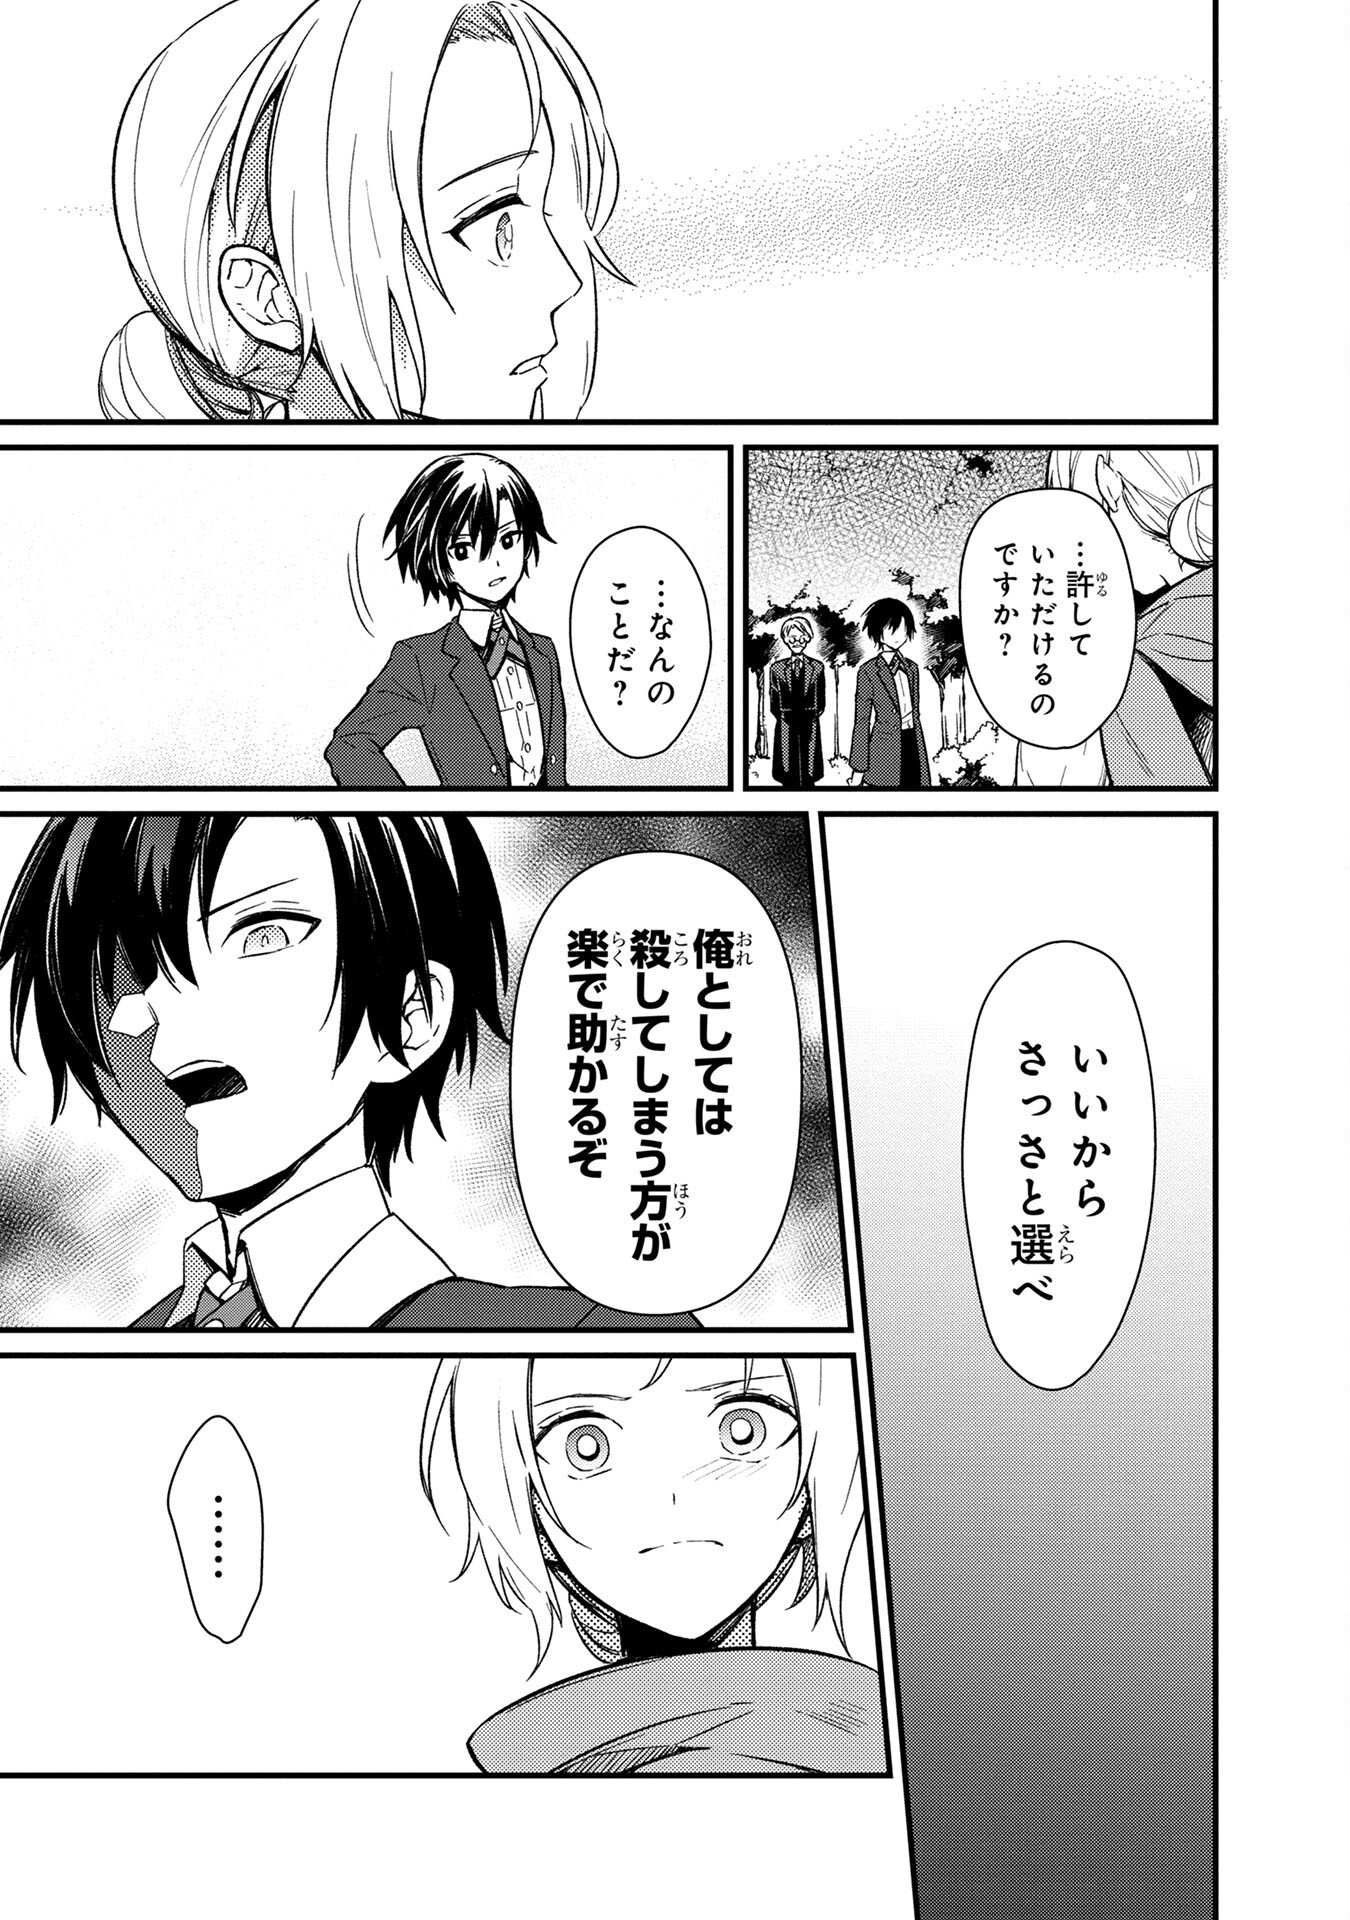 …許して
いただけるの
ですか?
…なんの
ことだ?
いいから
さっさと選べ
俺としては
殺してしまう方が
楽で助かるぞ
……